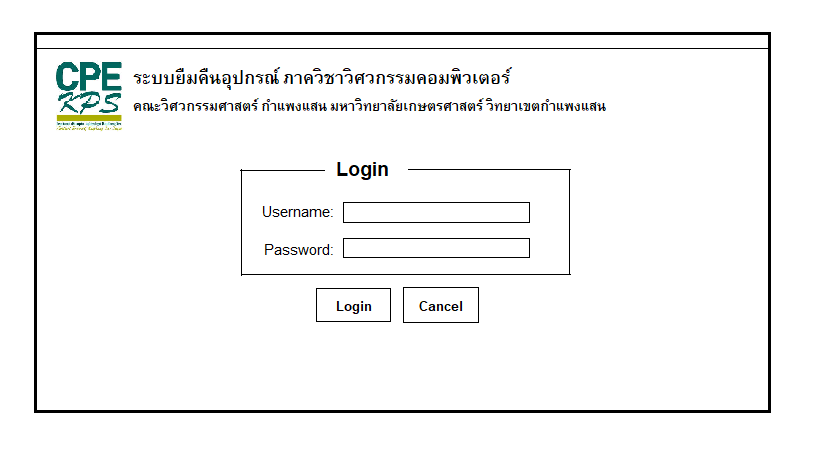 CPE
KPS
ระบบยืมคืนอุปกรณ์ ภาควิชาวิศวกรรมคอมพิวเตอร์
คณะวิศวกรรมศาสตร์ กำแพงแสน มหาวิทยาลัยเกษตรศาสตร์ วิทยาเขตกำแพงแสน
Login
Username:
Password:
Login
Cancel